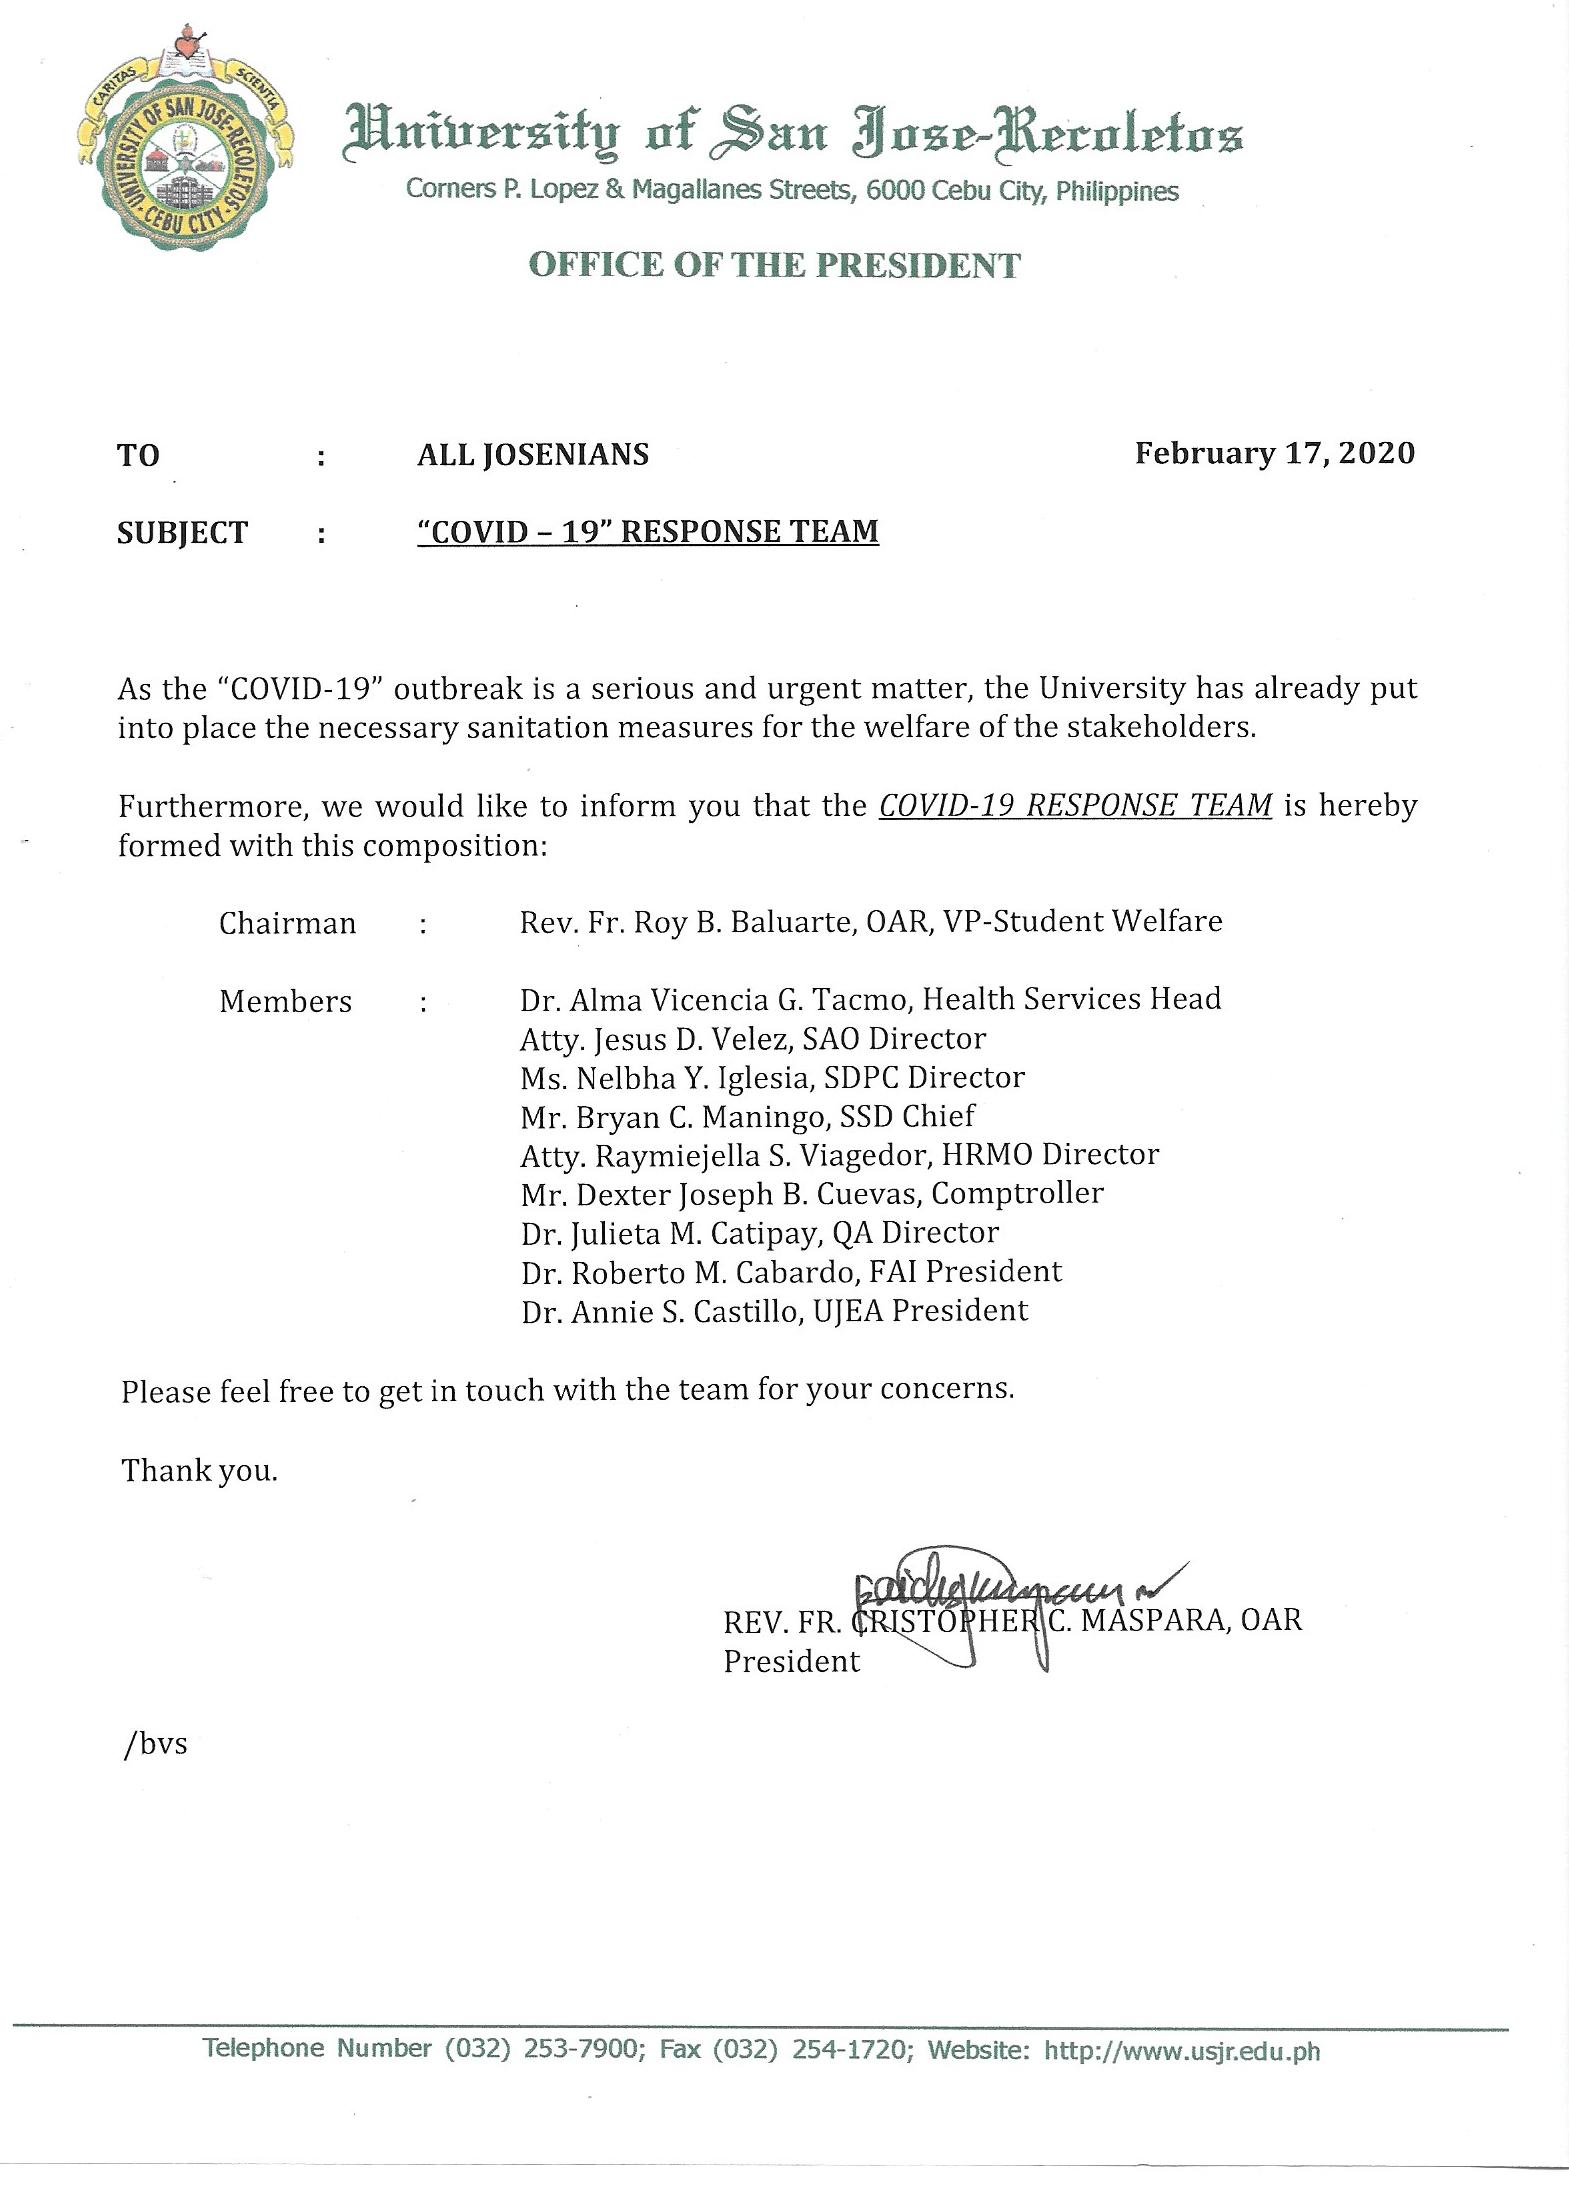 CARITAS SCIENTIA
UNIVERSITY OF SAN JOSE-RECOLETOS
CEBU CITY
University of San Jose-Recoletos
Corners P. Lopez & Magallanes Streets, 6000 Cebu City, Philippines
OFFICE OF THE PRESIDENT
TO : ALL JOSENIANS February 17, 2020
SUBJECT : “COVID – 19” RESPONSE TEAM
As the “COVID-19” outbreak is a serious and urgent matter, the University has already put
into place the necessary sanitation measures for the welfare of the stakeholders.
Furthermore, we would like to inform you that the COVID-19 RESPONSE TEAM is hereby
formed with this composition:
Chairman : Rev. Fr. Roy B. Baluarte, OAR, VP-Student Welfare
Members : Dr. Alma Vicencia G. Tacmo, Health Services Head
Atty. Jesus D. Velez, SAO Director
Ms. Nelbha Y. Iglesia, SDPC Director
Mr. Bryan C. Maningo, SSD Chief
Atty. Raymiejella S. Viagedor, HRMO Director
Mr. Dexter Joseph B. Cuevas, Comptroller
Dr. Julieta M. Catipay, QA Director
Dr. Roberto M. Cabardo, FAI President
Dr. Annie S. Castillo, UJEA President
Please feel free to get in touch with the team for your concerns.
Thank you.
REV. FR. CRISTOPHER C. MASPARA, OAR
President
/bvs
Telephone Number (032) 253-7900; Fax (032) 254-1720; Website: http://www.usjr.edu.ph